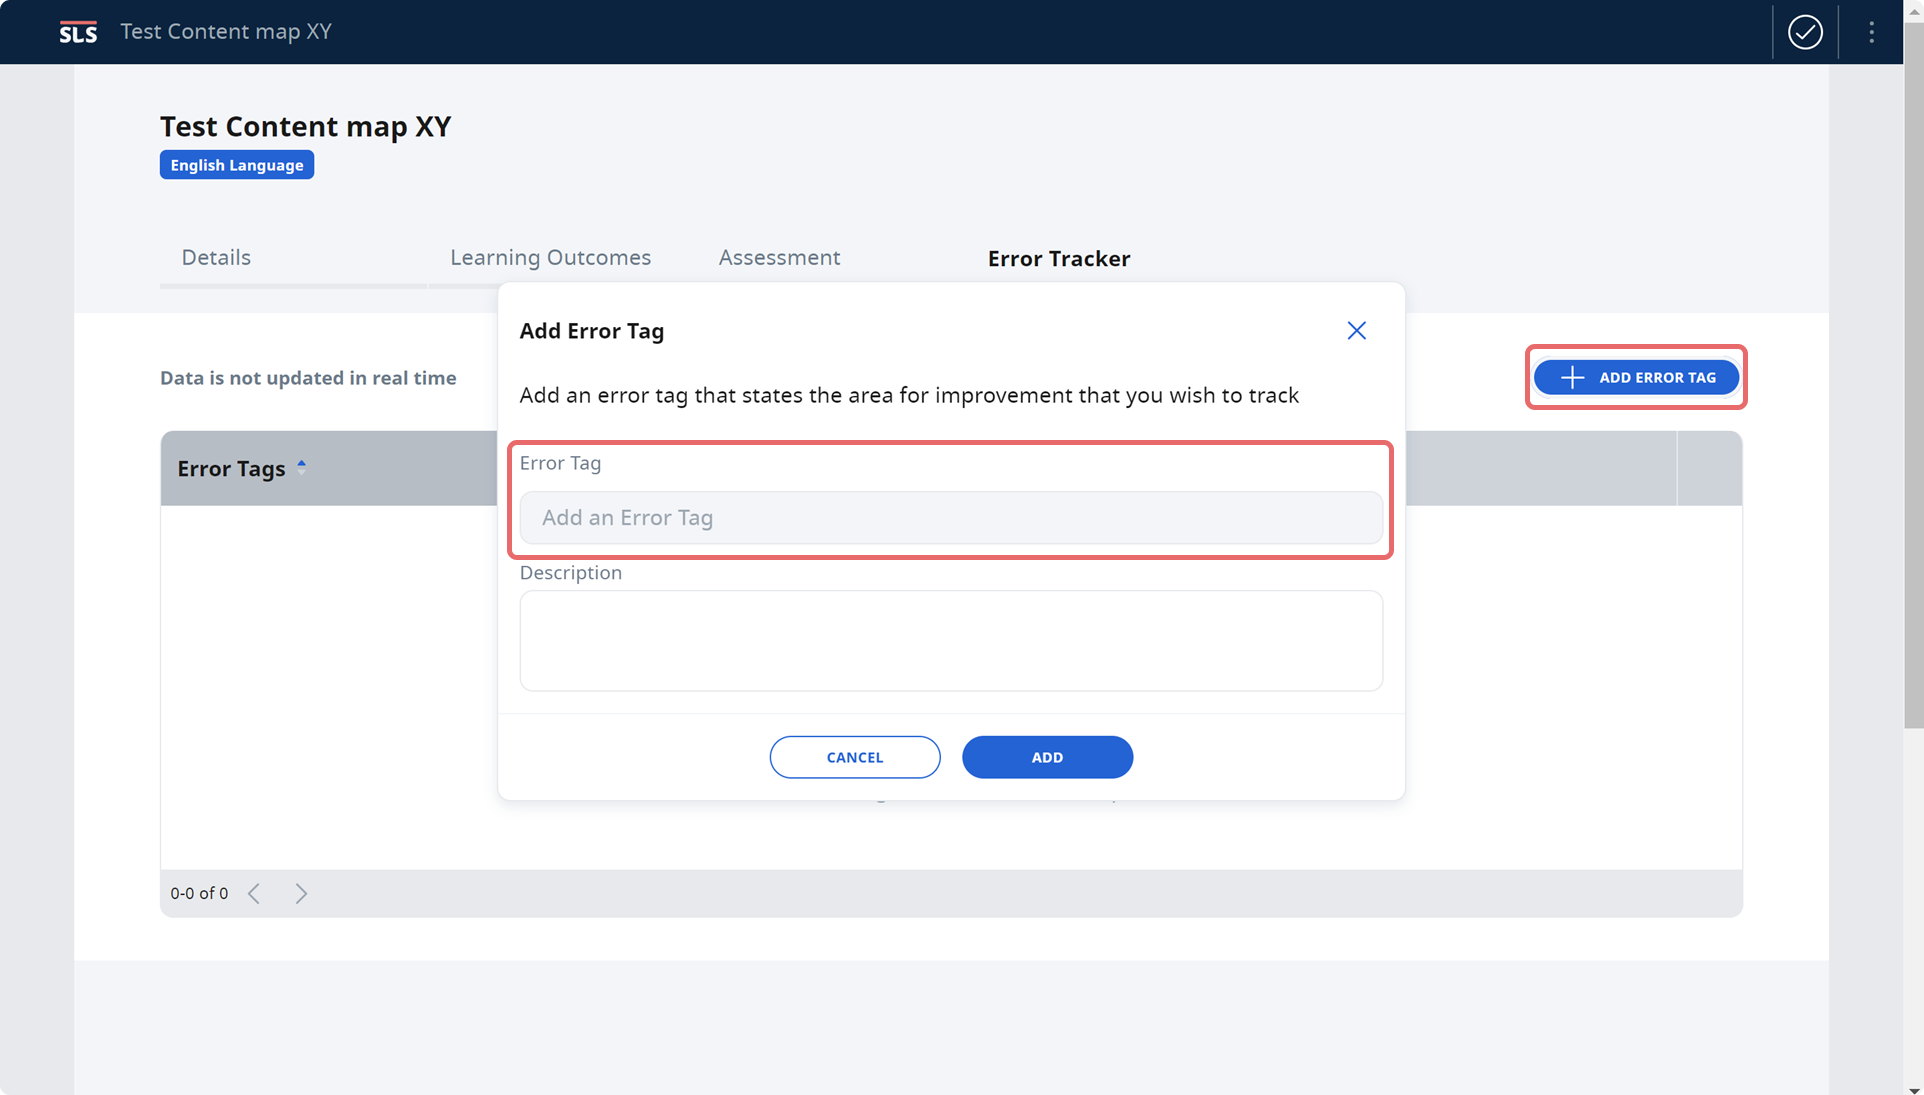 SLS Test Content map XY
Test Content map XY
English Language
Details Learning Outcomes Assessment Error Tracker
Add Error Tag
Data is not updated in real time
ADD ERROR TAG
Add an error tag that states the area for improvement that you wish to track
Error Tags
Error Tag
Add an Error Tag
Description
CANCEL ADD
0-0 of 0